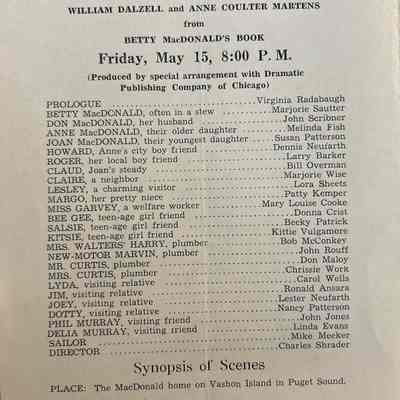 WILLIAM DALZELL and ANNE COULTER MARTENS
from
BETTY MacDONALD'S BOOK
Friday, May 15, 8:00 P. M.
(Produced by special arrangement with Dramatic
Publishing Company of Chicago)
PROLOGUE ........ Virginia Radabaugh
BETTY MacDONALD, often in a stew ........ Marjorie Sautter
DON MacDONALD, her husband ........ John Scribner
ANNE MacDONALD, their older daughter ........ Melinda Fish
JOAN MacDONALD, their youngest daughter ........ Susan Patterson
HOWARD, Anne's city boy friend ........ Dennis Neufarth
ROGER, her local boy friend ........ Larry Barker
CLAUD, Joan's steady ........ Bill Overman
CLAIRE, a neighbor ........ Marjorie Wise
LESLEY, a charming visitor ........ Lora Sheets
MARGO, her pretty niece ........ Patty Kemper
MISS GARVEY, a welfare worker ........ Mary Louise Cooke
BEE GEE, teen-age girl friend ........ Donna Crist
SALSIE, teen-age girl friend ........ Becky Patrick
KITSIE, teen-age girl friend ........ Kittie Vulgamore
MRS. WALTERS' HARRY, plumber ........ Bob McConkey
NEW-MOTOR MARVIN, plumber ........ John Rouff
MR. CURTIS, plumber ........ Don Maloy
MRS. CURTIS, plumber ........ Chrissie Work
LYDA, visiting relative ........ Carol Wells
JIM, visiting relative ........ Ronald Ansara
JOEY, visiting relative ........ Lester Neufarth
DOTTY, visiting relative ........ Nancy Patterson
PHIL MURRAY, visiting friend ........ John Jones
DELIA MURRAY, visiting friend ........ Linda Evans
SAILOR ........ Mike Meeker
DIRECTOR ........ Charles Shrader
Synopsis of Scenes
PLACE: The MacDonald home on Vashon Island in Puget Sound.